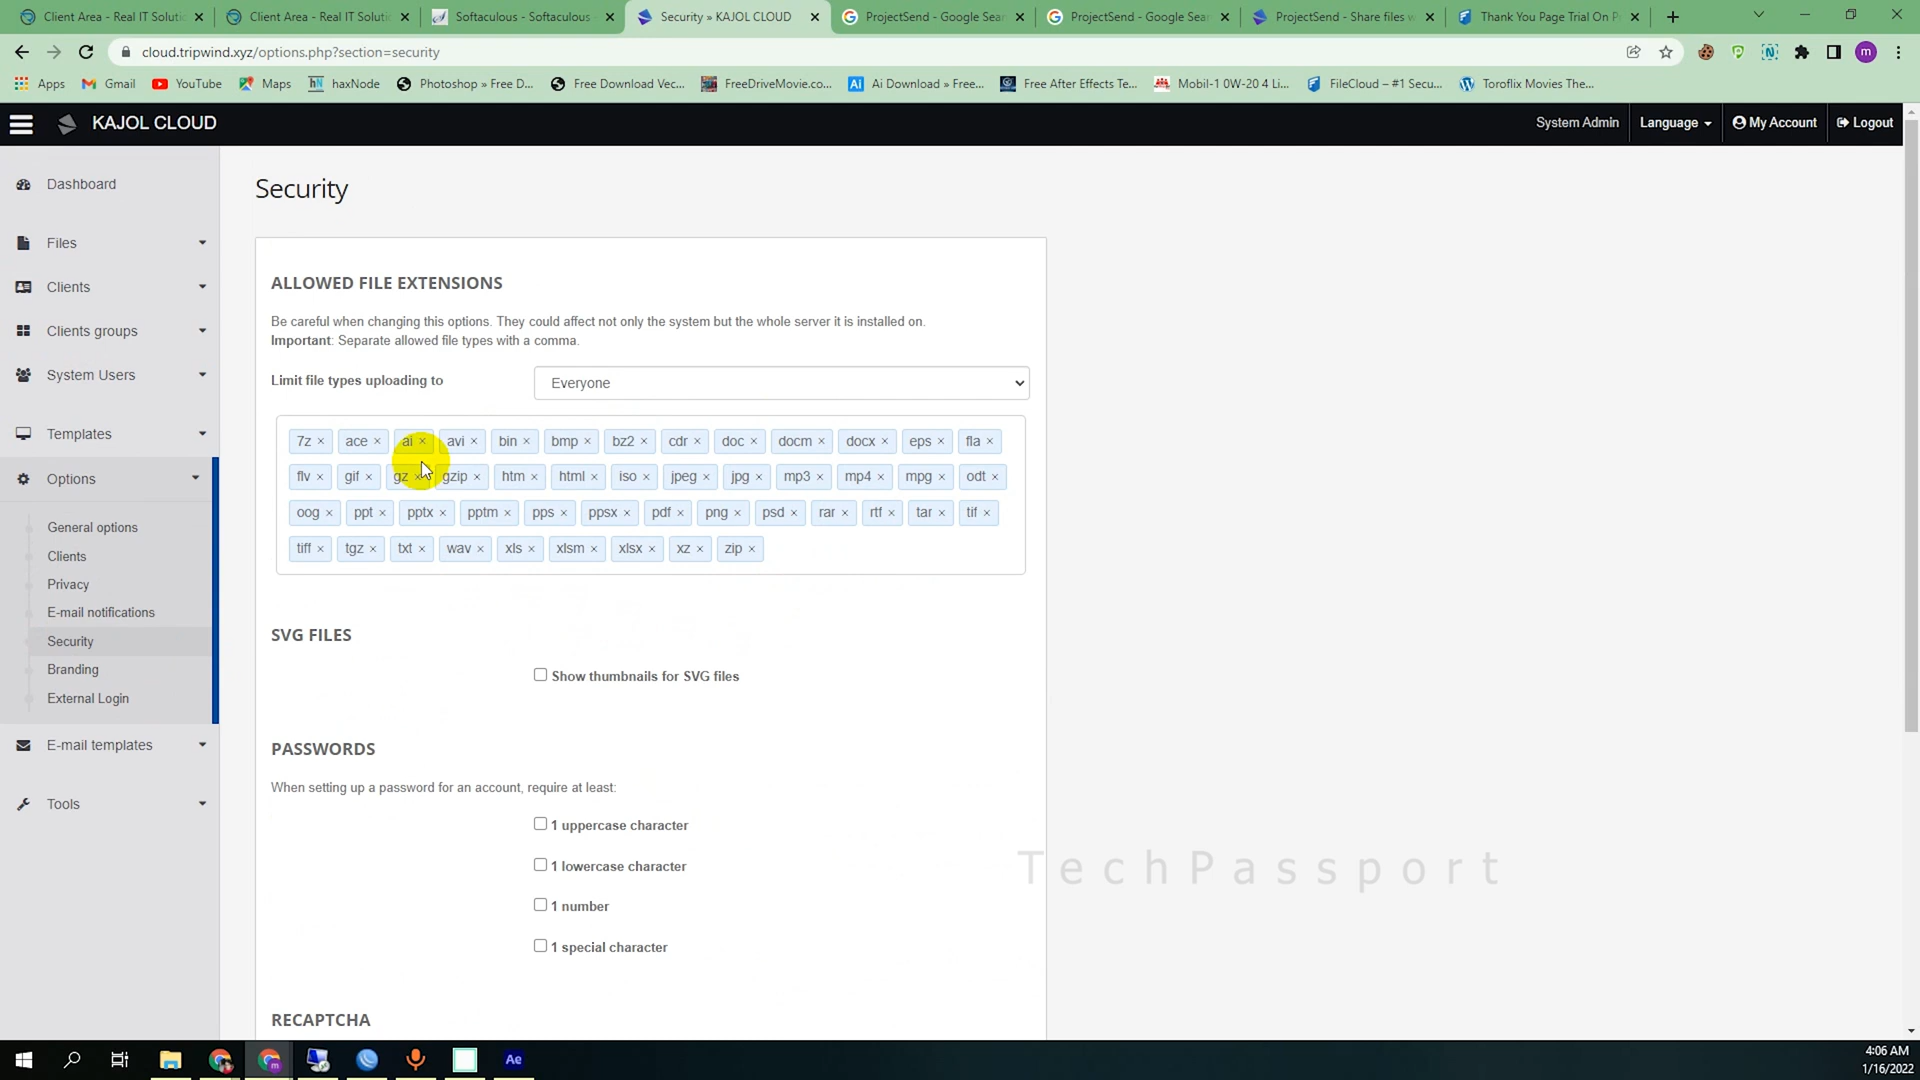 Client Area - Real IT Solutic
Client Area - Real IT Solutic
Softaculous - Softaculous -
Security » KAJOL CLOUD
ProjectSend - Google Sear
ProjectSend - Google Sear
ProjectSend - Share files w
Thank You Page Trial On P
cloud.tripwind.xyz/options.php?section=security
m
Apps
Gmail
YouTube
Maps
haxNode
Photoshop » Free D...
Free Download Vec...
FreeDriveMovie.co...
Ai Download » Free...
Free After Effects Te...
Mobil-1 0W-20 4 Li...
FileCloud – #1 Secu...
Toroflix Movies The...
KAJOL CLOUD
System Admin
Language
My Account
Logout
Dashboard
Files
Clients
Clients groups
System Users
Templates
Options
General options
Clients
Privacy
E-mail notifications
Security
Branding
External Login
E-mail templates
Tools
Security
ALLOWED FILE EXTENSIONS
Be careful when changing this options. They could affect not only the system but the whole server it is installed on.
Important: Separate allowed file types with a comma.
Limit file types uploading to
Everyone
7z × ace × ai × avi × bin × bmp × bz2 × cdr × doc × docm × docx × eps × fla ×
flv × gif × gz × gzip × htm × html × iso × jpeg × jpg × mp3 × mp4 × mpg × odt ×
oog × ppt × pptx × pptm × pps × ppsx × pdf × png × psd × rar × rtf × tar × tif ×
tiff × tgz × txt × wav × xls × xlsm × xlsx × xz × zip ×
SVG FILES
Show thumbnails for SVG files
PASSWORDS
When setting up a password for an account, require at least:
1 uppercase character
1 lowercase character
1 number
1 special character
RECAPTCHA
TechPassport
Ae
4:06 AM
1/16/2022